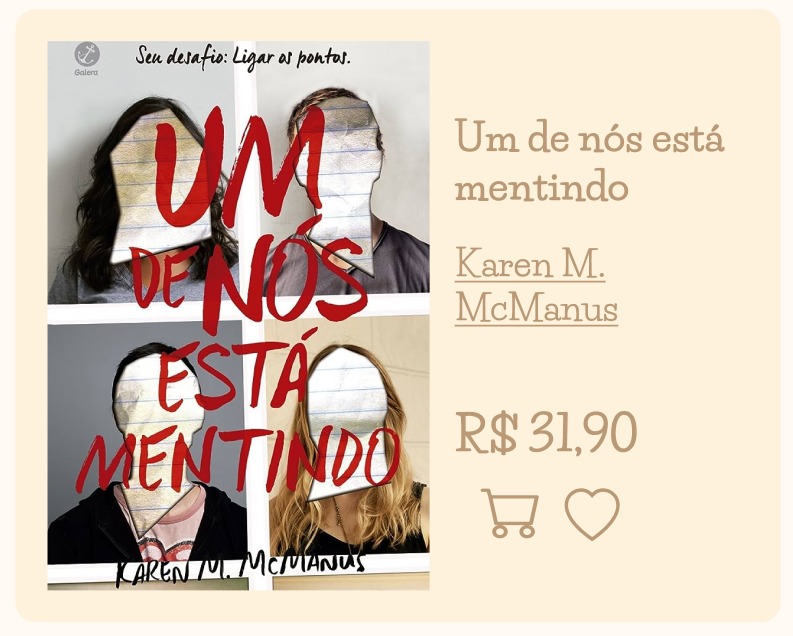 Seu desafio: Ligar os pontos.
Galera
UM
DE NÓS
ESTÁ
MENTINDO
KAREN M. McMANUS
Um de nós está
mentindo
Karen M.
McManus
R$ 31,90